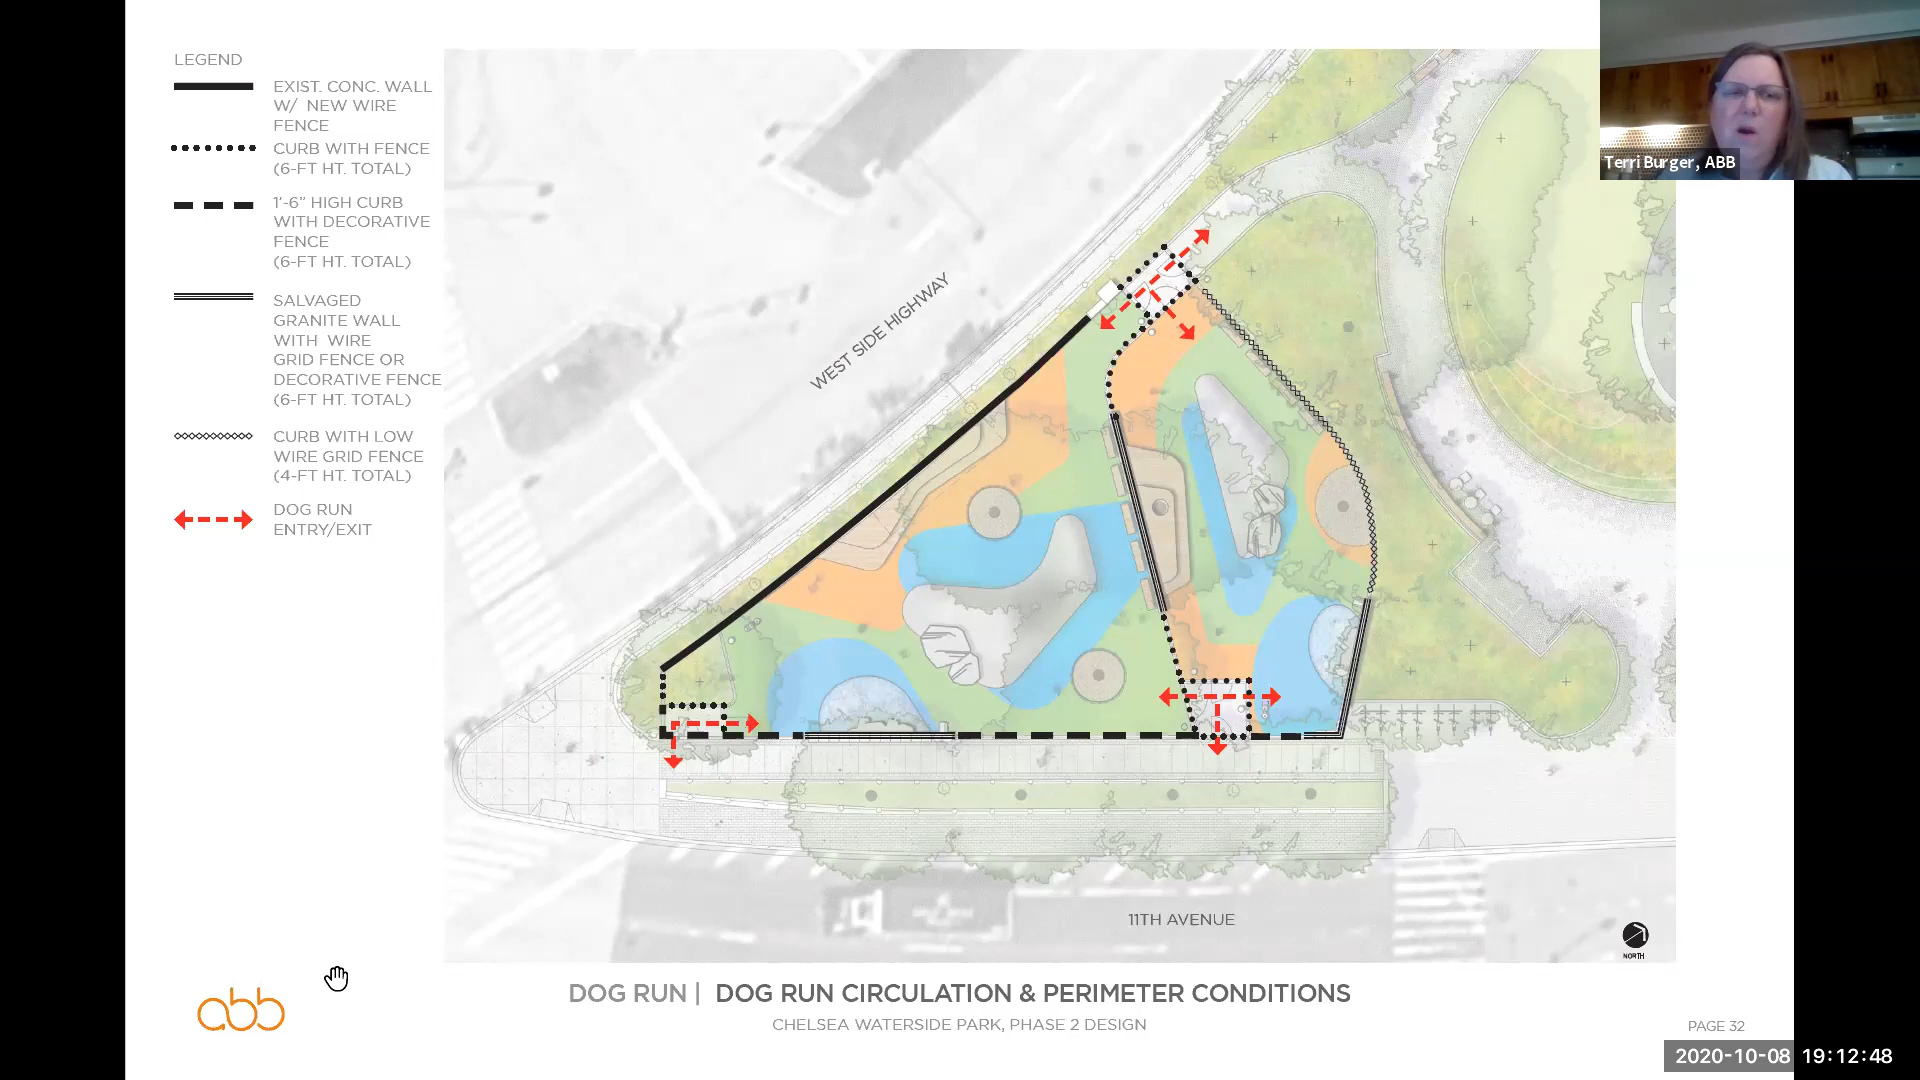 LEGEND
EXIST. CONC. WALL
W/ NEW WIRE
FENCE
CURB WITH FENCE
(6-FT HT. TOTAL)
1'-6" HIGH CURB
WITH DECORATIVE
FENCE
(6-FT HT. TOTAL)
SALVAGED
GRANITE WALL
WITH WIRE
GRID FENCE OR
DECORATIVE FENCE
(6-FT HT. TOTAL)
CURB WITH LOW
WIRE GRID FENCE
(4-FT HT. TOTAL)
DOG RUN
ENTRY/EXIT
Terri Burger, ABB
WEST SIDE HIGHWAY
11TH AVENUE
NORTH
abb
DOG RUN | DOG RUN CIRCULATION & PERIMETER CONDITIONS
CHELSEA WATERSIDE PARK, PHASE 2 DESIGN
PAGE 32
2020-10-08 19:12:48